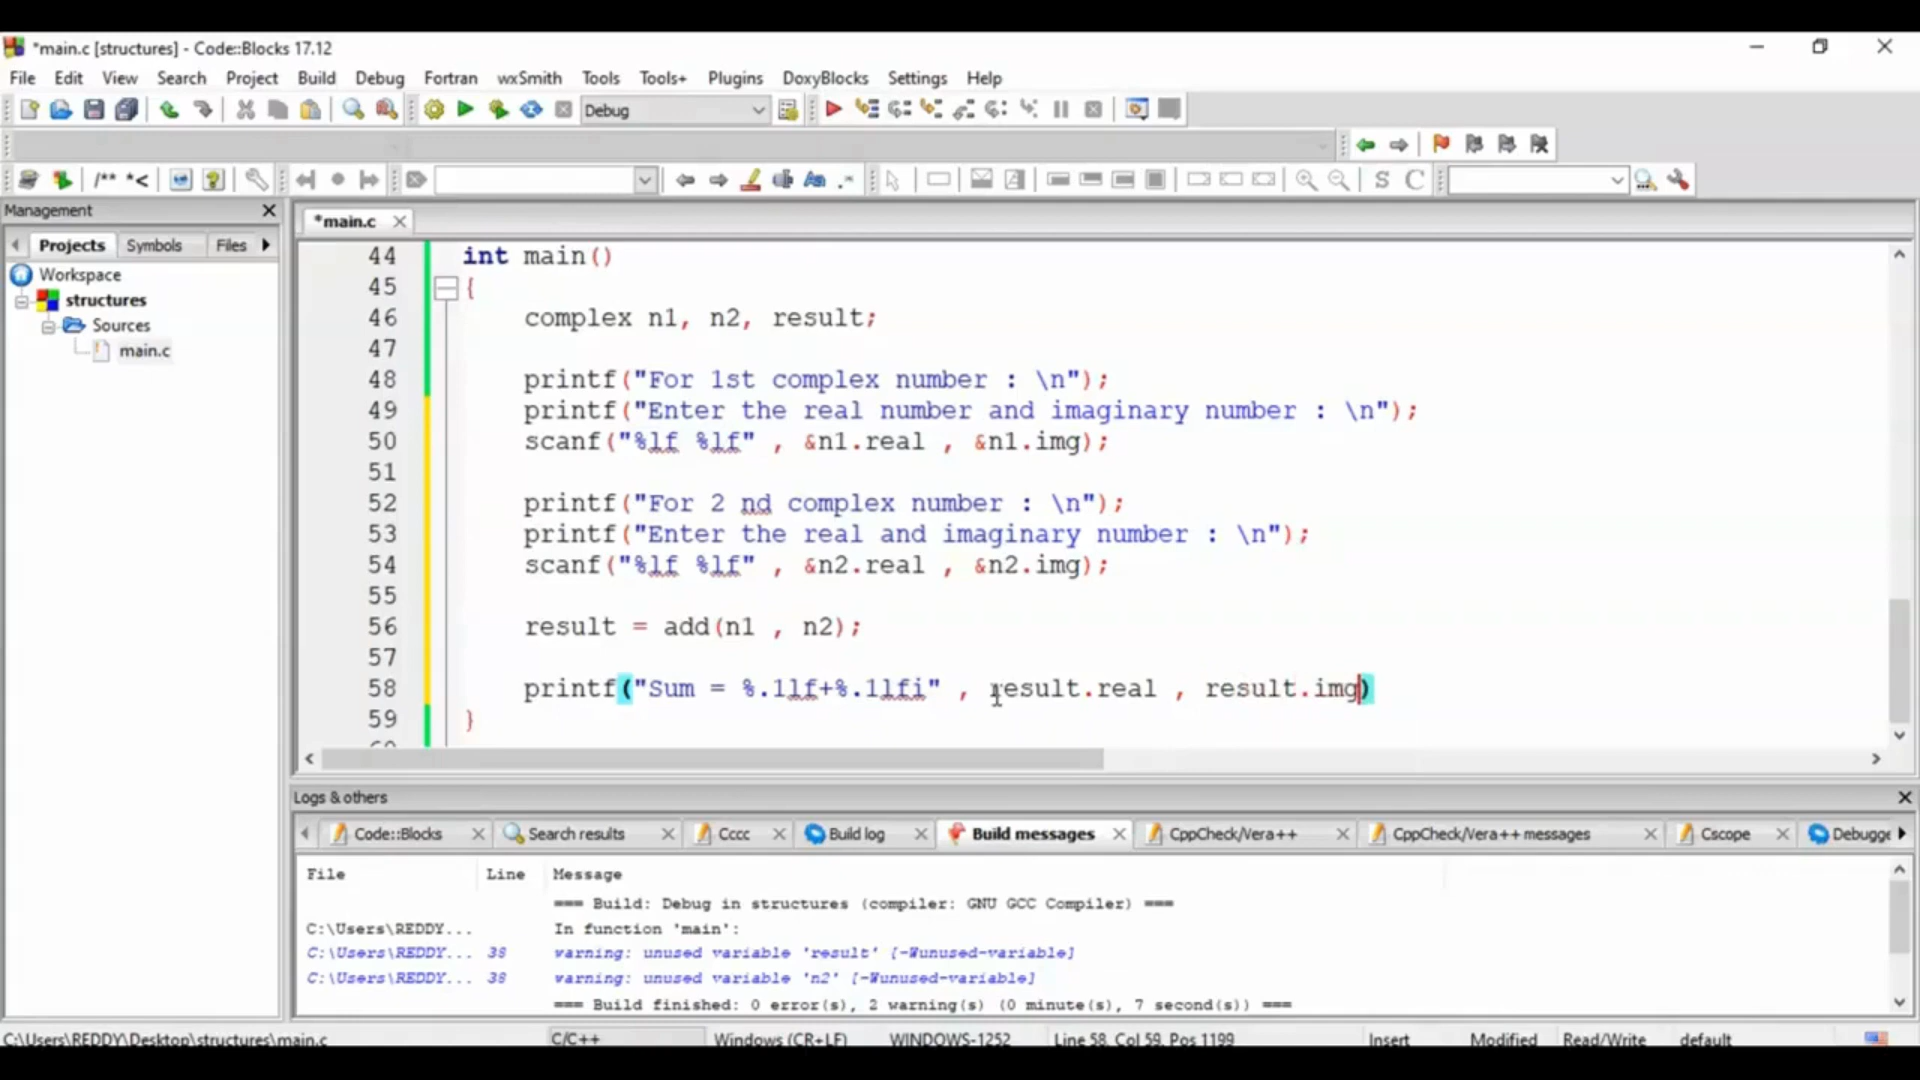 *main.c [structures] - Code::Blocks 17.12
File Edit View Search Project Build Debug Fortran wxSmith Tools Tools+ Plugins DoxyBlocks Settings Help
Debug
/** *<
S C
Management
*main.c
Projects Symbols Files
Workspace
structures
Sources
main.c
44 int main()
45 {
46 complex n1, n2, result;
47
48 printf("For 1st complex number : \n");
49 printf("Enter the real number and imaginary number : \n");
50 scanf("%lf %lf" , &n1.real , &n1.img);
51
52 printf("For 2 nd complex number : \n");
53 printf("Enter the real and imaginary number : \n");
54 scanf("%lf %lf" , &n2.real , &n2.img);
55
56 result = add(n1 , n2);
57
58 printf("Sum = %.1lf+%.1lfi" , result.real , result.img)
59 }
Logs & others
Code::Blocks Search results Cccc Build log Build messages CppCheck/Vera++ CppCheck/Vera++ messages Cscope Debugge
File Line Message
=== Build: Debug in structures (compiler: GNU GCC Compiler) ===
C:\Users\REDDY... In function 'main':
C:\Users\REDDY... 38 warning: unused variable 'result' [-Wunused-variable]
C:\Users\REDDY... 38 warning: unused variable 'n2' [-Wunused-variable]
=== Build finished: 0 error(s), 2 warning(s) (0 minute(s), 7 second(s)) ===
C:\Users\REDDY\Desktop\structures\main.c C/C++ Windows (CR+LF) WINDOWS-1252 Line 58, Col 59, Pos 1199 Insert Modified Read/Write default